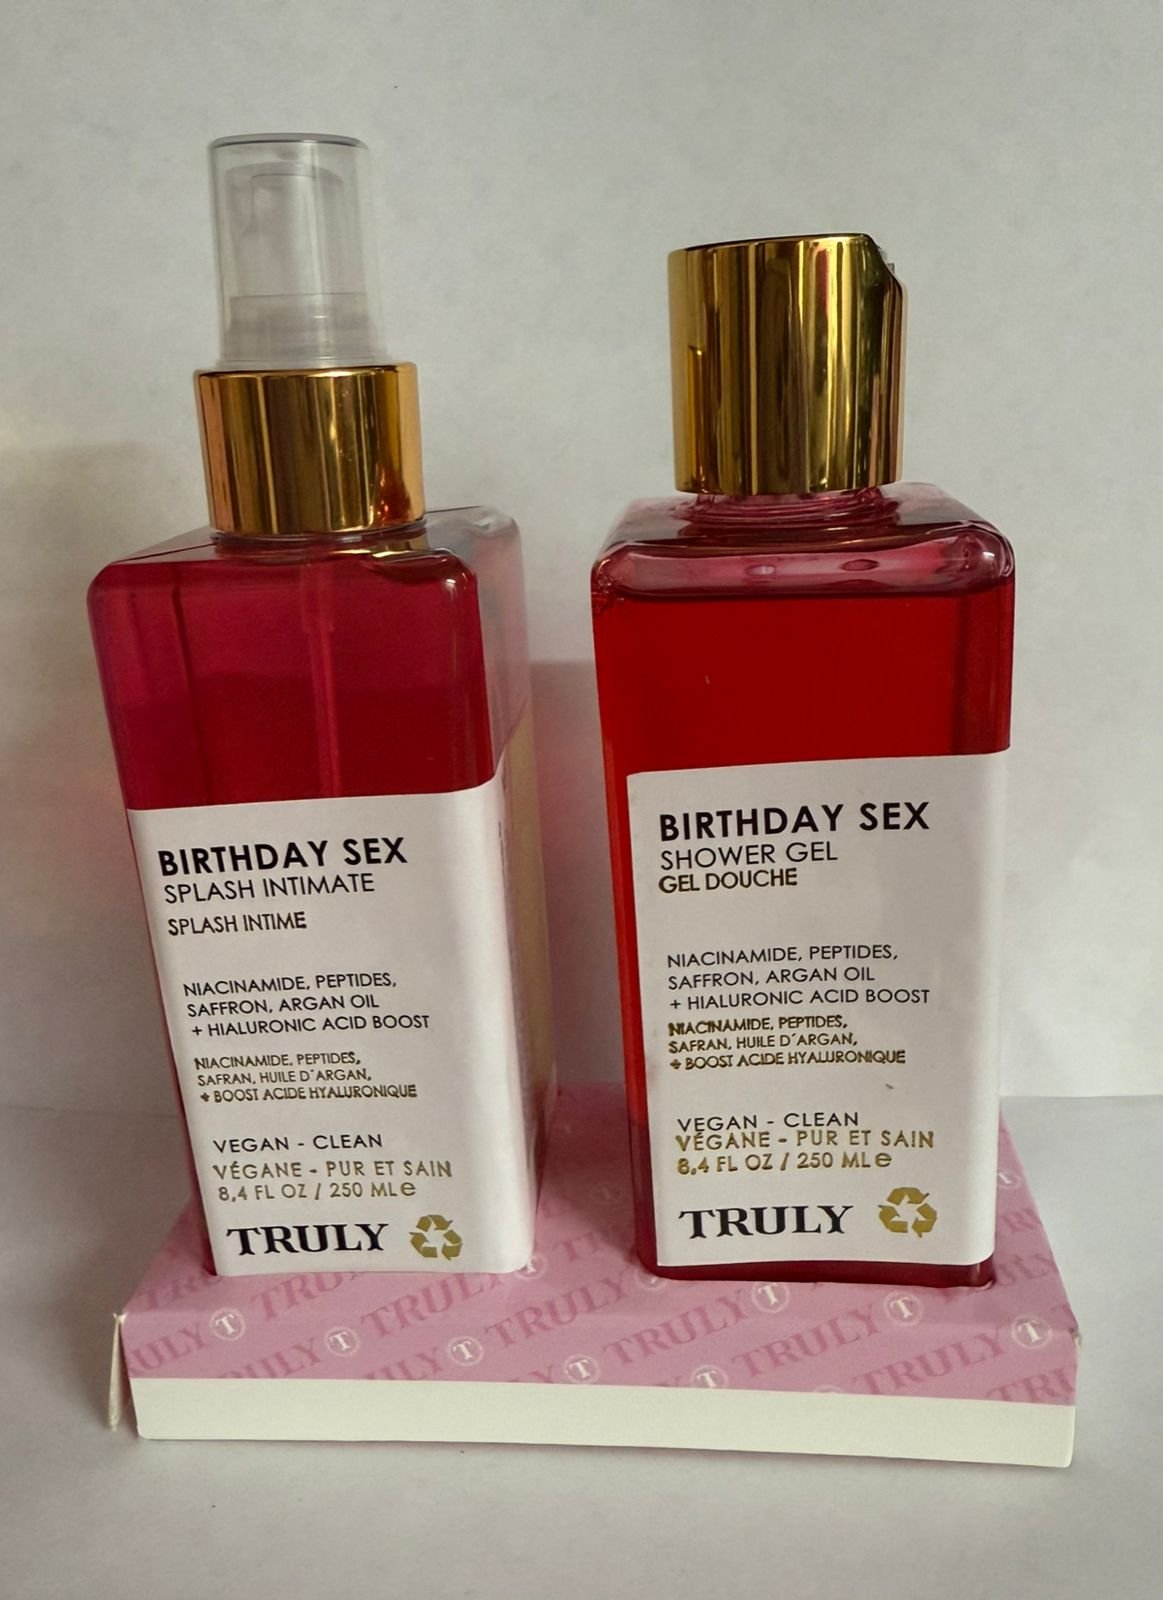 BIRTHDAY SEX
SPLASH INTIMATE
SPLASH INTIME
NIACINAMIDE, PEPTIDES,
SAFFRON, ARGAN OIL
+ HIALURONIC ACID BOOST
NIACINAMIDE, PEPTIDES,
SAFRAN, HUILE D´ARGAN,
+ BOOST ACIDE HYALURONIQUE
VEGAN - CLEAN
VÉGANE - PUR ET SAIN
8,4 FL OZ / 250 ML e
TRULY
BIRTHDAY SEX
SHOWER GEL
GEL DOUCHE
NIACINAMIDE, PEPTIDES,
SAFFRON, ARGAN OIL
+ HIALURONIC ACID BOOST
NIACINAMIDE, PEPTIDES,
SAFRAN, HUILE D´ARGAN,
+ BOOST ACIDE HYALURONIQUE
VEGAN - CLEAN
VÉGANE - PUR ET SAIN
8,4 FL OZ / 250 ML e
TRULY
TRULY T TRULY T TRULY
TRULY T TRULY T TRULY